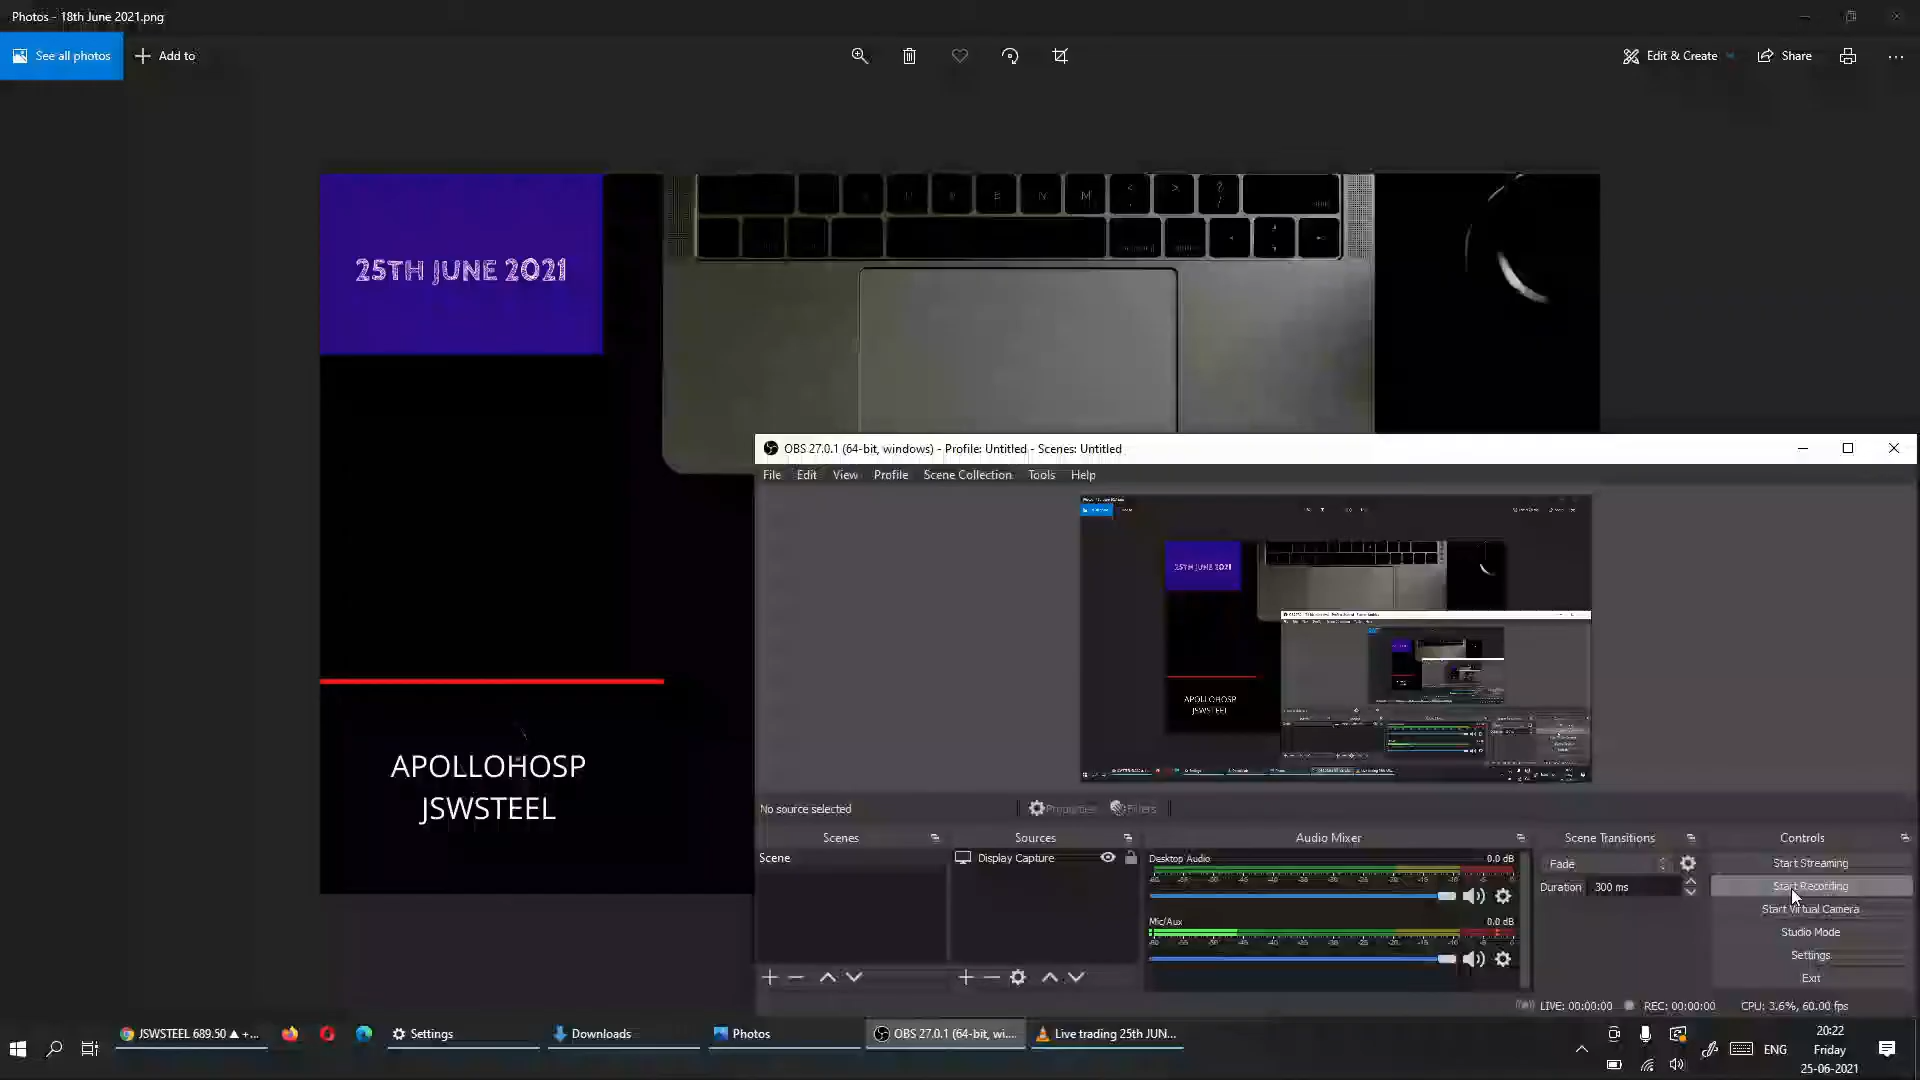 Photos - 18th June 2021.png
See all photos
Add to
Edit & Create
Share
25TH JUNE 2021
APOLLOHOSP
JSWSTEEL
OBS 27.0.1 (64-bit, windows) - Profile: Untitled - Scenes: Untitled
File Edit View Profile Scene Collection Tools Help
25TH JUNE 2021
APOLLOHOSP
JSWSTEEL
No source selected
Properties
Filters
Scenes
Sources
Audio Mixer
Scene Transitions
Controls
Scene
Display Capture
Desktop Audio
0.0 dB
Mic/Aux
0.0 dB
Fade
Duration 300 ms
Start Streaming
Start Recording
Start Virtual Camera
Studio Mode
Settings
Exit
LIVE: 00:00:00
REC: 00:00:00
CPU: 3.6%, 60.00 fps
JSWSTEEL 689.50 ▲ +...
Settings
Downloads
Photos
OBS 27.0.1 (64-bit, wi...
Live trading 25th JUN...
ENG
20:22
Friday
25-06-2021